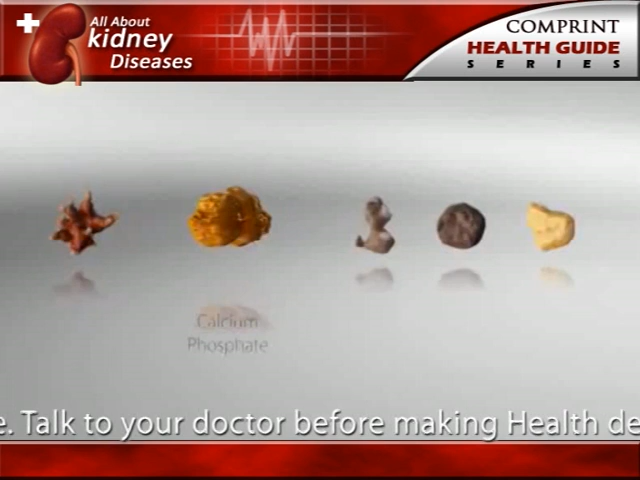 All About
kidney
Diseases
COMPRINT
HEALTH GUIDE
SERIES
Calcium
Phosphate
e. Talk to your doctor before making Health de